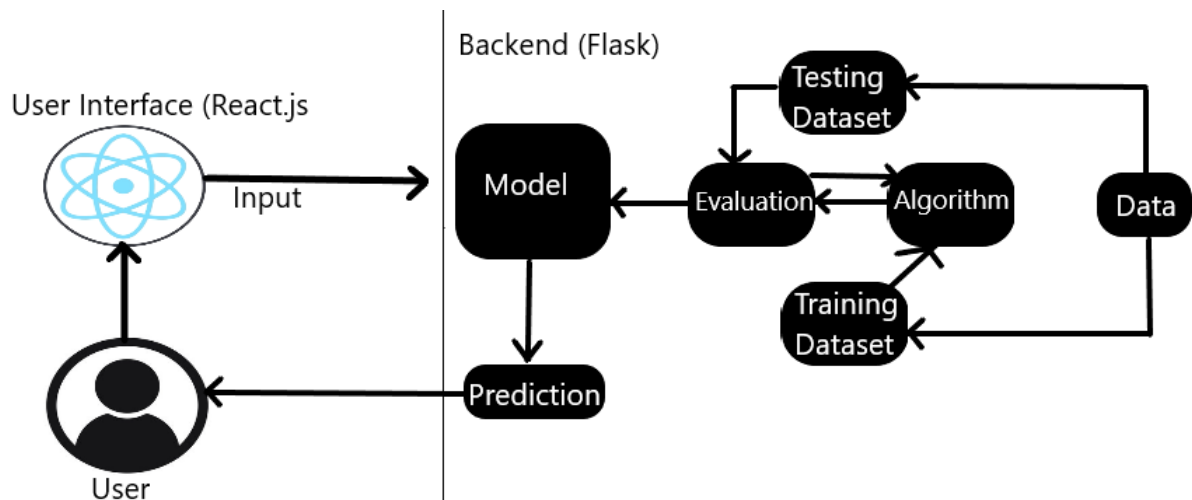 Backend (Flask)
User Interface (React.js
Input
User
Model
Prediction
Evaluation
Algorithm
Testing
Dataset
Training
Dataset
Data